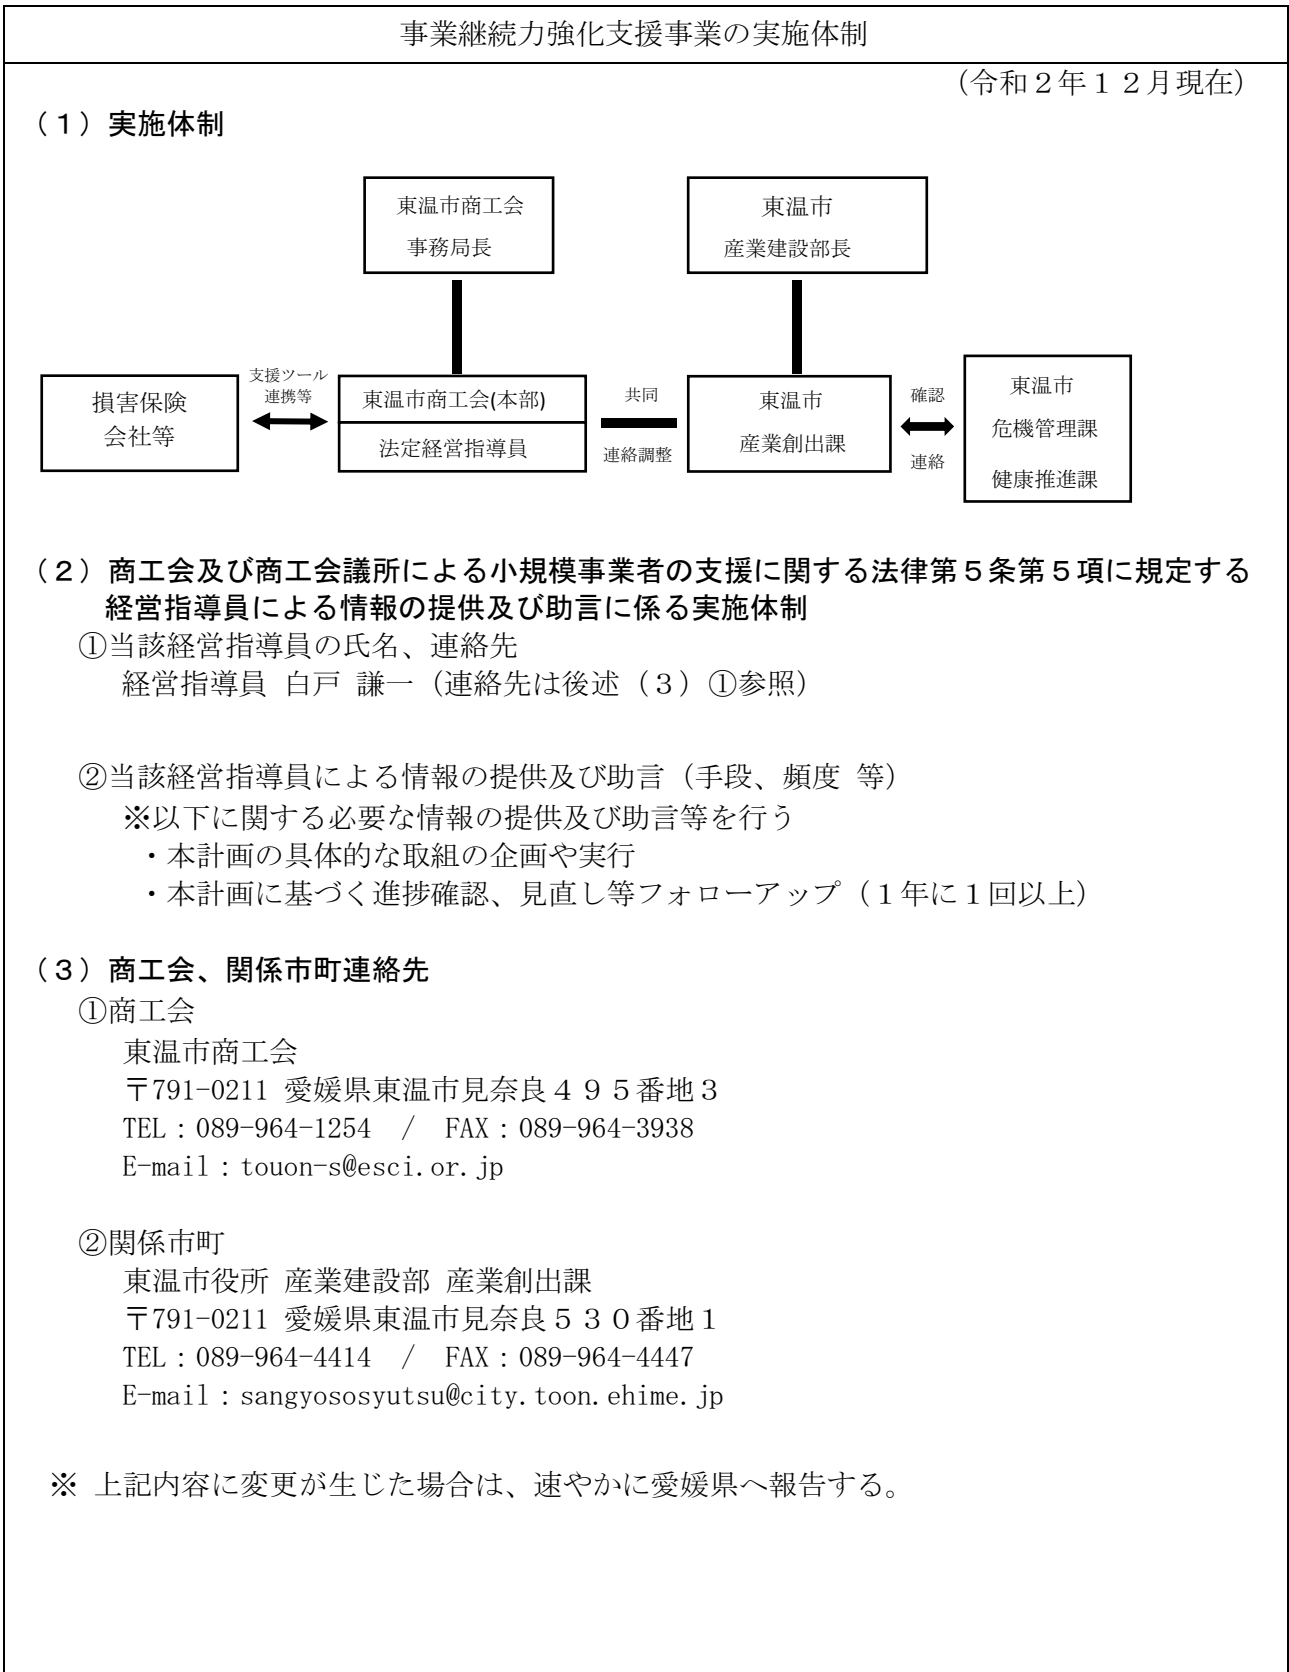 事業継続力強化支援事業の実施体制
（令和２年１２月現在）
（１）実施体制
東温市商工会
事務局長
東温市
産業建設部長
損害保険
会社等
支援ツール
連携等
東温市商工会(本部)
法定経営指導員
共同
連絡調整
東温市
産業創出課
確認
連絡
東温市
危機管理課
健康推進課
（２）商工会及び商工会議所による小規模事業者の支援に関する法律第５条第５項に規定する
経営指導員による情報の提供及び助言に係る実施体制
①当該経営指導員の氏名、連絡先
経営指導員 白戸 謙一（連絡先は後述（３）①参照）
②当該経営指導員による情報の提供及び助言（手段、頻度 等）
※以下に関する必要な情報の提供及び助言等を行う
・本計画の具体的な取組の企画や実行
・本計画に基づく進捗確認、見直し等フォローアップ（１年に１回以上）
（３）商工会、関係市町連絡先
①商工会
東温市商工会
〒791-0211 愛媛県東温市見奈良４９５番地３
TEL：089-964-1254 / FAX：089-964-3938
E-mail：touon-s@esci.or.jp
②関係市町
東温市役所 産業建設部 産業創出課
〒791-0211 愛媛県東温市見奈良５３０番地１
TEL：089-964-4414 / FAX：089-964-4447
E-mail：sangyososyutsu@city.toon.ehime.jp
※ 上記内容に変更が生じた場合は、速やかに愛媛県へ報告する。